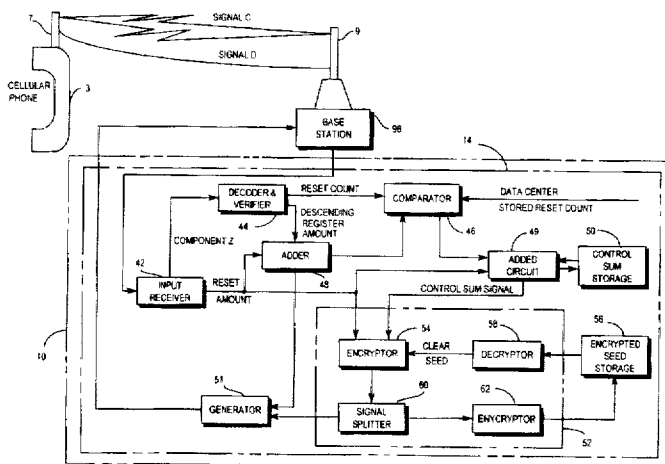 SIGNAL C
7
9
SIGNAL D
CELLULAR
PHONE
3
BASE
STATION
98
14
DECODER &
VERIFIER
44
RESET COUNT
COMPARATOR
46
DATA CENTER
STORED RESET COUNT
DESCENDING
REGISTER
AMOUNT
COMPONENT Z
49
ADDED
CIRCUIT
50
CONTROL
SUM
STORAGE
42
INPUT
RECEIVER
RESET
AMOUNT
ADDER
48
CONTROL SUM SIGNAL
10
54
ENCRYPTOR
CLEAR
SEED
58
DECRYPTOR
56
ENCRYPTED
SEED
STORAGE
51
GENERATOR
60
SIGNAL
SPLITTER
62
ENYCRYPTOR
52